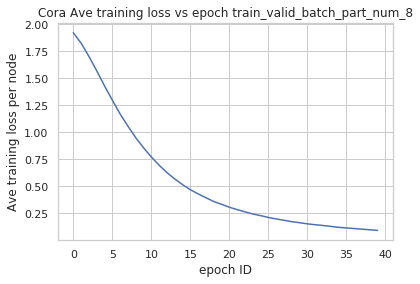 Cora Ave training loss vs epoch train_valid_batch_part_num_8
Ave training loss per node
2.00
1.75
1.50
1.25
1.00
0.75
0.50
0.25
0 5 10 15 20 25 30 35 40
epoch ID